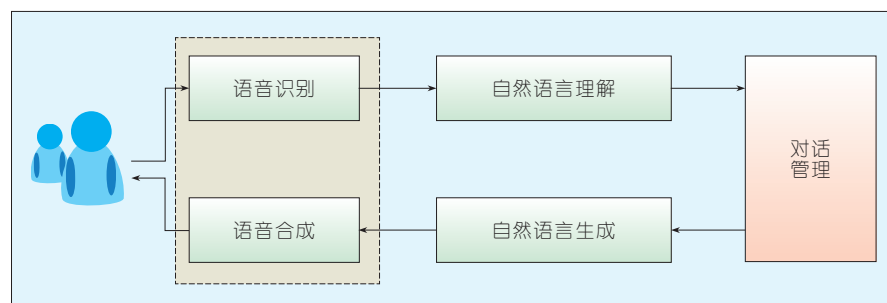 语音识别
自然语言理解
对话
管理
语音合成
自然语言生成